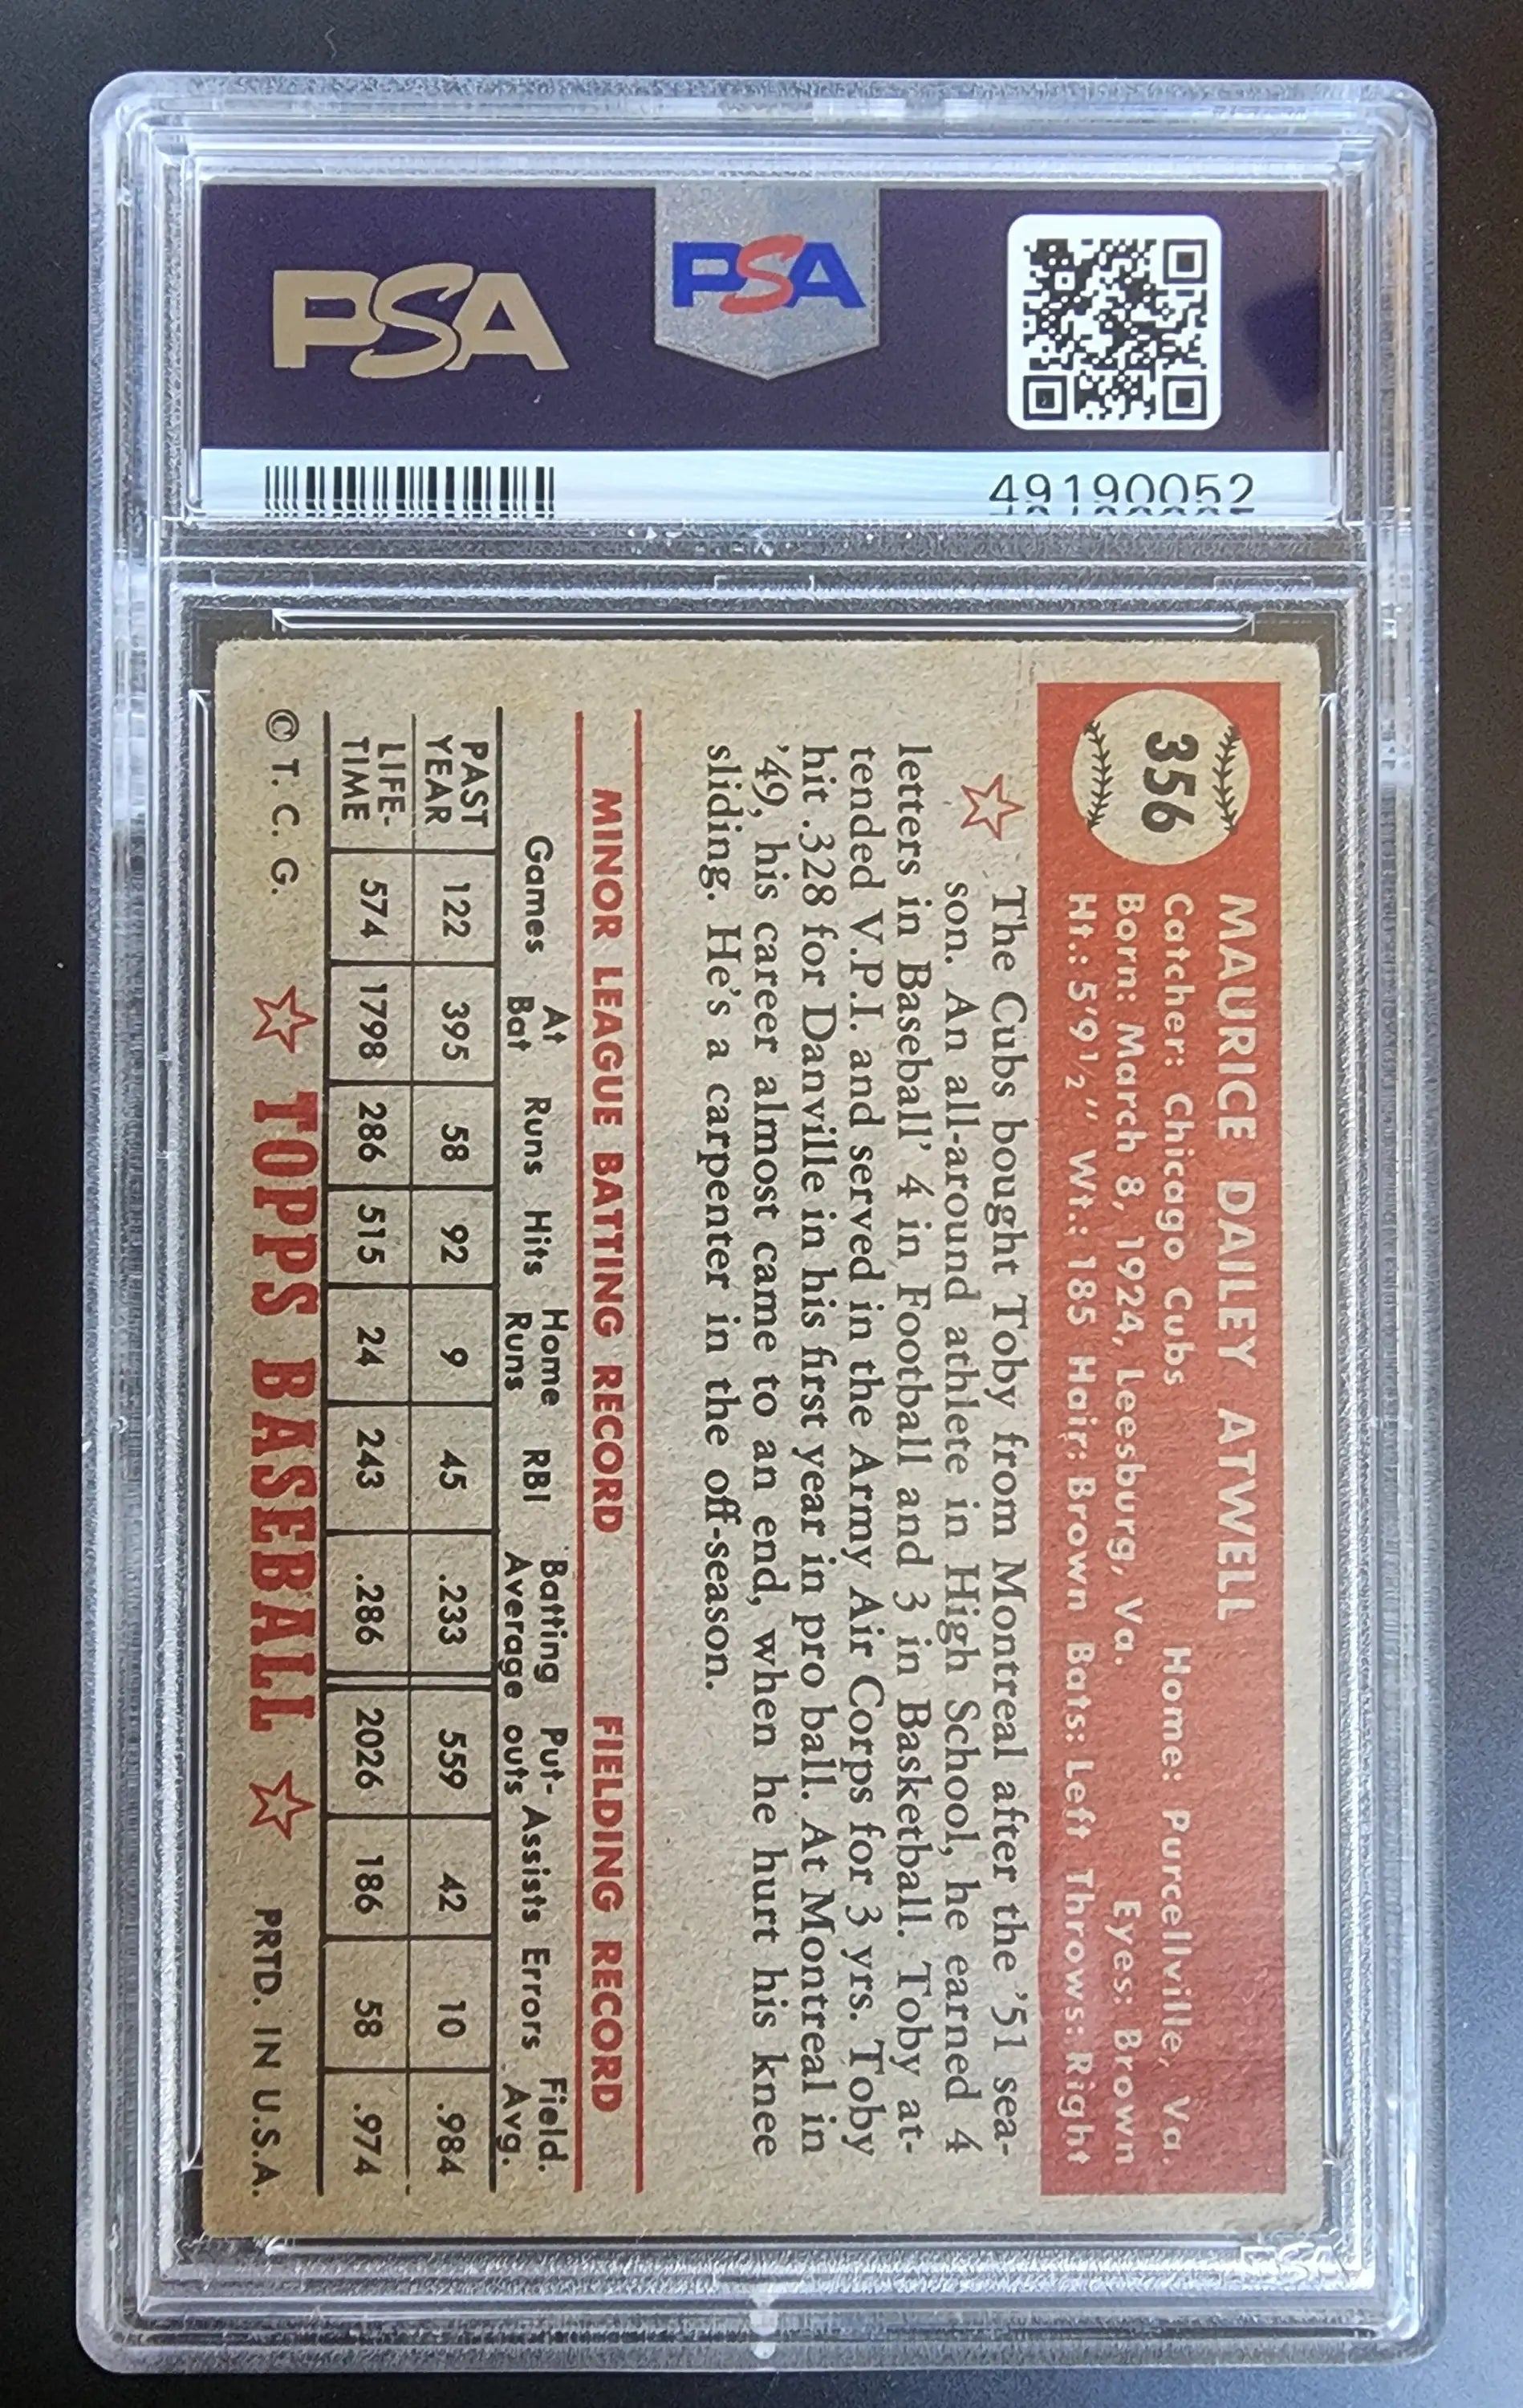 PSA
PSA
49190052
356
MAURICE DAILEY ATWELL
Catcher: Chicago Cubs Home: Purcellville, Va.
Born: March 8, 1924, Leesburg, Va. Eyes: Brown
Ht.: 5'9½" Wt.: 185 Hair: Brown Bats: Left Throws: Right
The Cubs bought Toby from Montreal after the '51 sea-
son. An all-around athlete in High School, he earned 4
letters in Baseball' 4 in Football and 3 in Basketball. Toby at-
tended V.P.I. and served in the Army Air Corps for 3 yrs. Toby
hit .328 for Danville in his first year in pro ball. At Montreal in
'49, his career almost came to an end, when he hurt his knee
sliding. He's a carpenter in the off-season.
MINOR LEAGUE BATTING RECORD FIELDING RECORD
Games At Bat Runs Hits Home Runs RBI Batting Average Put-outs Assists Errors Field. Avg.
PAST YEAR 122 395 58 92 9 45 .233 559 42 10 .984
LIFE-TIME 574 1798 286 515 24 243 .286 2026 186 58 .974
© T. C. G. TOPPS BASEBALL PRTD. IN U.S.A.